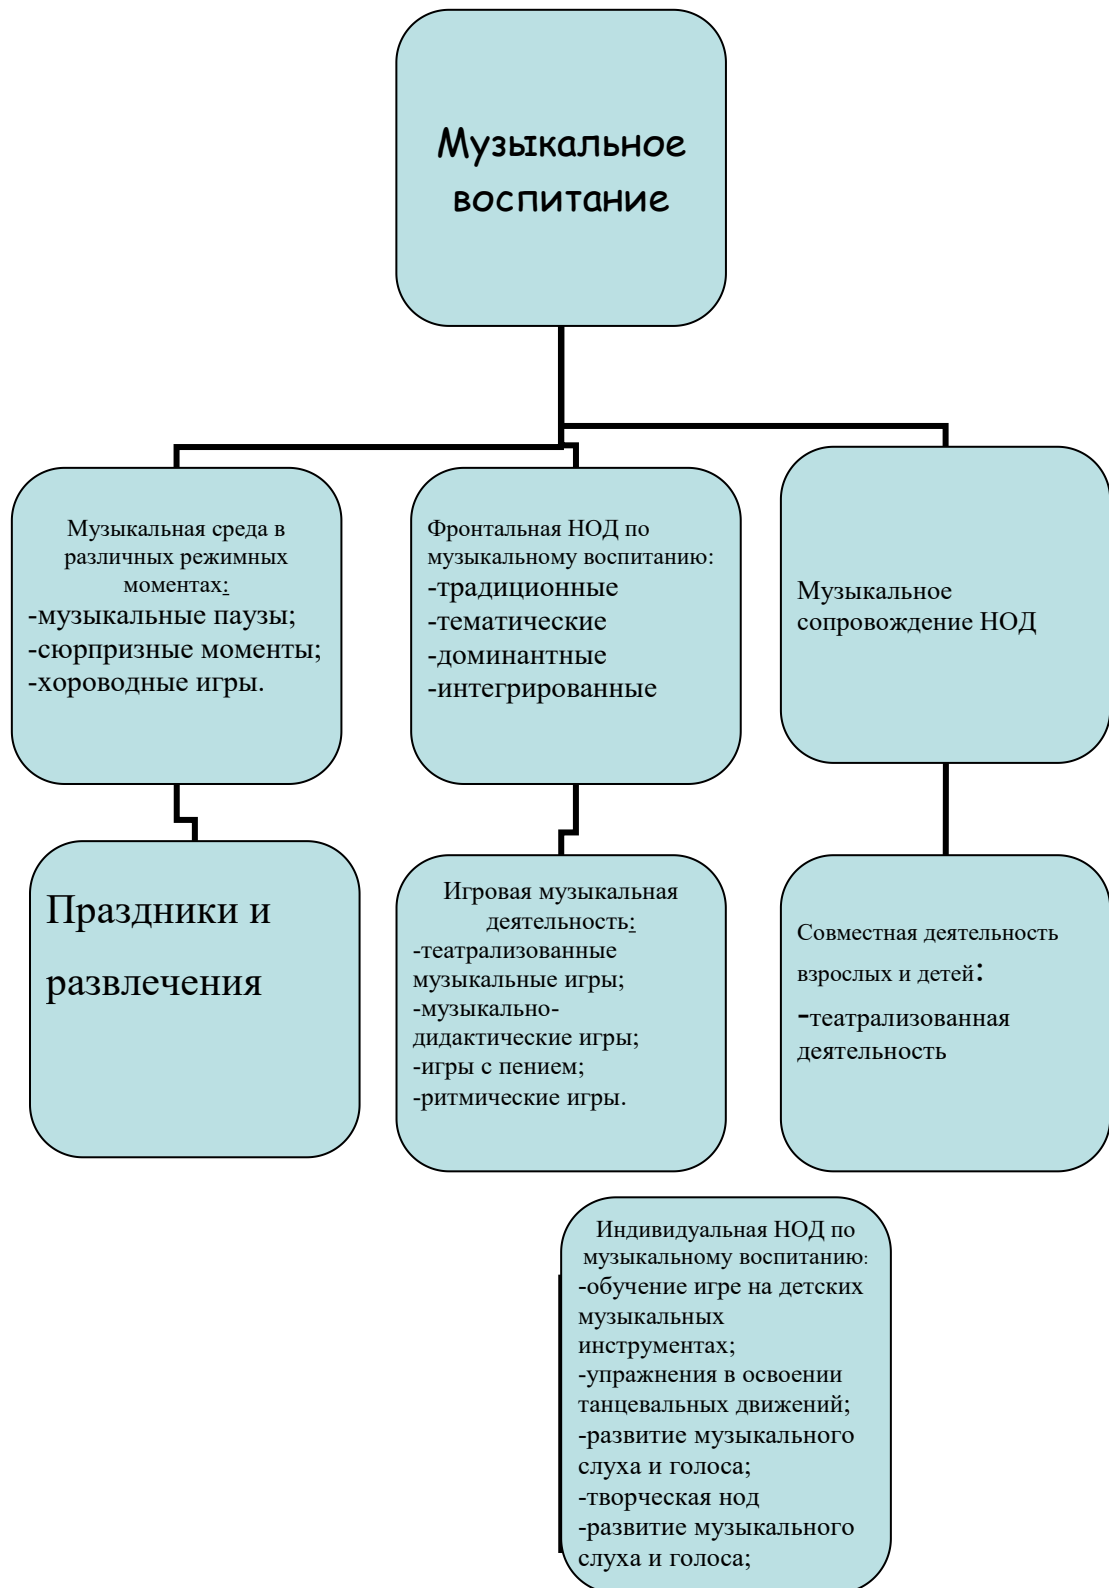 Музыкальное
воспитание
Музыкальная среда в
различных режимных
моментах:
-музыкальные паузы;
-сюрпризные моменты;
-хороводные игры.
Фронтальная НОД по
музыкальному воспитанию:
-традиционные
-тематические
-доминантные
-интегрированные
Музыкальное
сопровождение НОД
Праздники и
развлечения
Игровая музыкальная
деятельность:
-театрализованные
музыкальные игры;
-музыкально-
дидактические игры;
-игры с пением;
-ритмические игры.
Совместная деятельность
взрослых и детей:
-театрализованная
деятельность
Индивидуальная НОД по
музыкальному воспитанию:
-обучение игре на детских
музыкальных
инструментах;
-упражнения в освоении
танцевальных движений;
-развитие музыкального
слуха и голоса;
-творческая нод
-развитие музыкального
слуха и голоса;